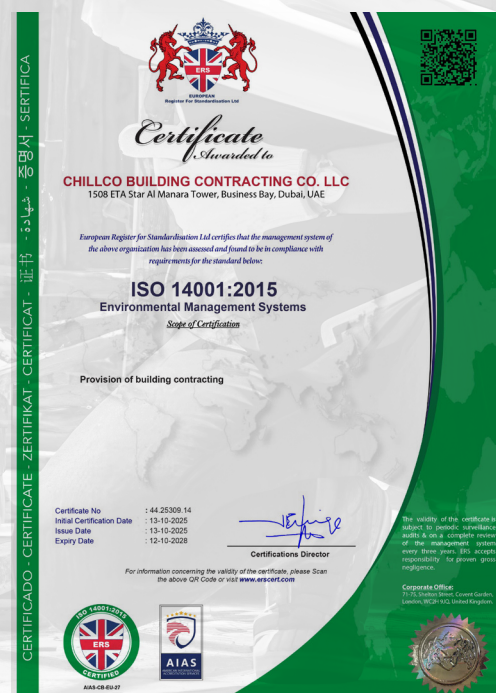 ERS
EUROPEAN
Register For Standardisation Ltd
Certificate
Awarded to
CHILLCO BUILDING CONTRACTING CO. LLC
1508 ETA Star Al Manara Tower, Business Bay, Dubai, UAE
European Register for Standardisation Ltd certifies that the management system of
the above organization has been assessed and found to be in compliance with
requirements for the standard below:
ISO 14001:2015
Environmental Management Systems
Scope of Certification
Provision of building contracting
Certificate No : 44.25309.14
Initial Certification Date : 13-10-2025
Issue Date : 13-10-2025
Expiry Date : 12-10-2028
Certifications Director
For information concerning the validity of the certificate, please Scan
the above QR Code or visit www.erscert.com
The validity of the certificate is
subject to periodic surveillance
audits & on a complete review
of the management systems
every three years. ERS accepts
responsibility for proven gross
negligence.
Corporate Office:
71-75, Shelton Street, Covent Garden,
London, WC2H 9JQ, United Kingdom.
CERTIFICADO - CERTIFICATE - ZERTIFIKAT - CERTIFICAT - 证书 - شهادة - 증명서 - SERTIFICA
ISO 14001:2015
ERS
CERTIFIED
AIAS-CB-EU-27
AIAS